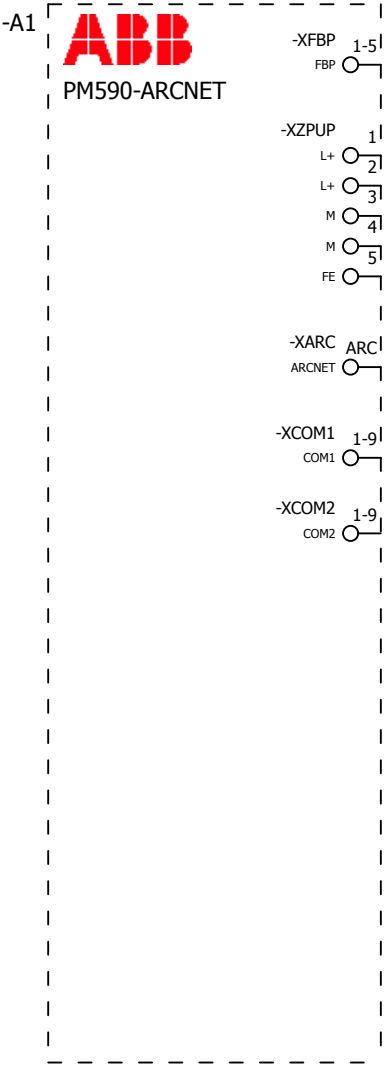 -A1
ABB
PM590-ARCNET
-XFBP 1-5
FBP
-XZPUP 1
L+
2
L+
3
M
4
M
5
FE
-XARC ARC
ARCNET
-XCOM1 1-9
COM1
-XCOM2 1-9
COM2